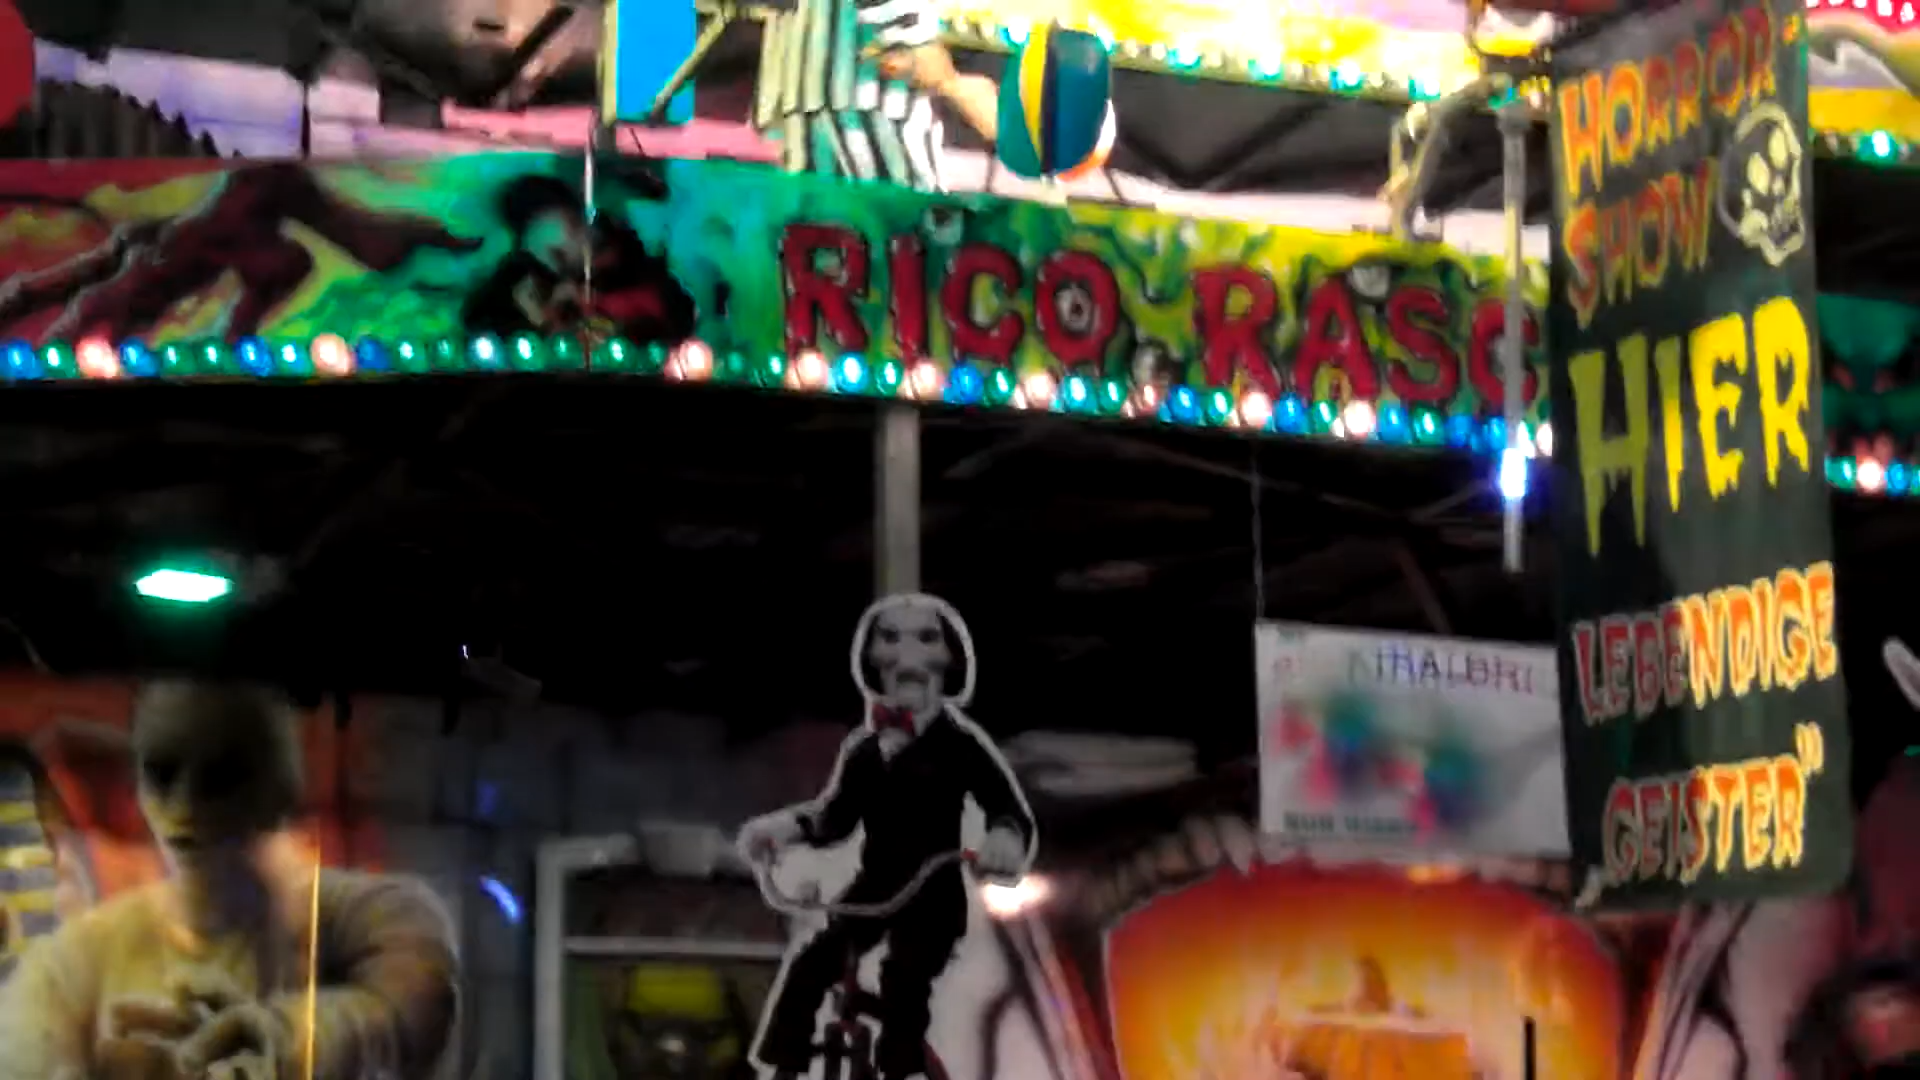 RICO RASC
HORROR-
SHOW
HIER
LEBENDIGE
GEISTER"